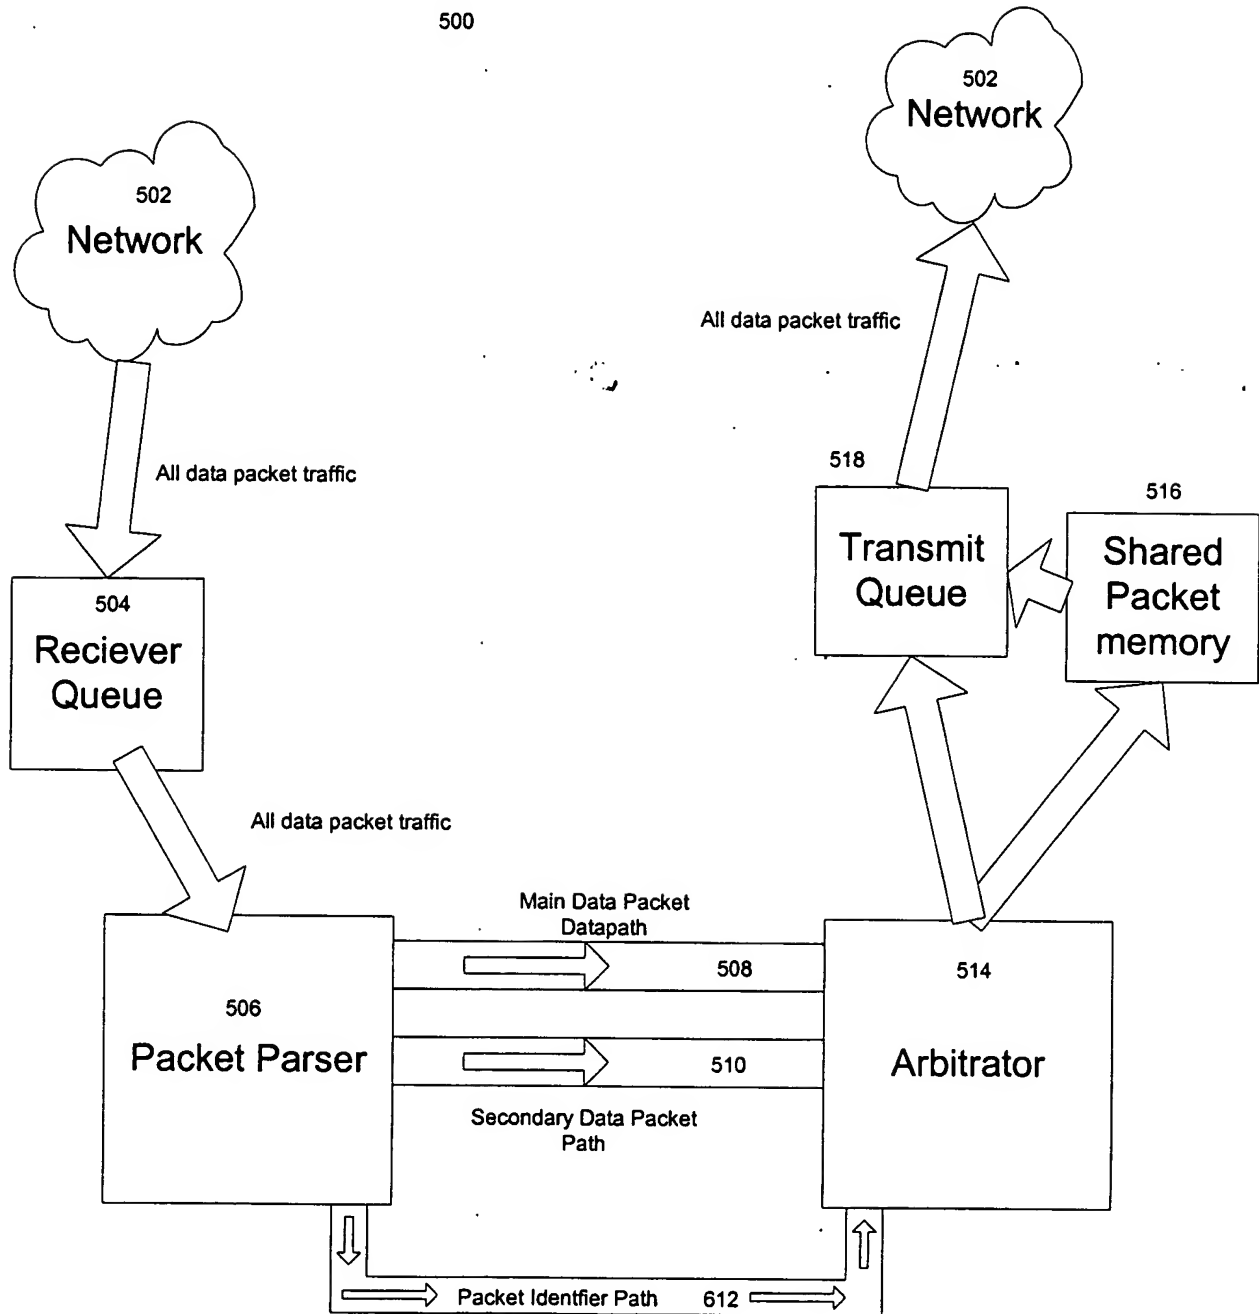 500
502
Network
502
Network
All data packet traffic
All data packet traffic
518
516
Transmit
Queue
Shared
Packet
memory
504
Reciever
Queue
All data packet traffic
Main Data Packet
Datapath
508
514
506
Packet Parser
510
Arbitrator
Secondary Data Packet
Path
Packet Identfier Path 612